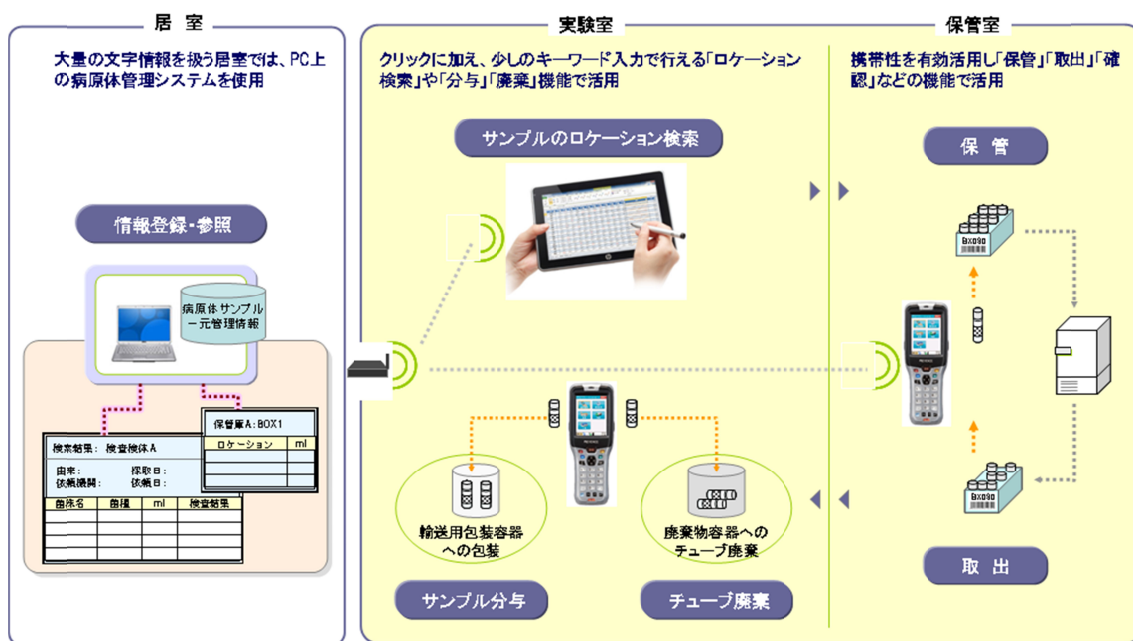 居 室
大量の文字情報を扱う居室では、PC上
の病原体管理システムを使用
情報登録・参照
病原体サンプル
一元管理情報
保管庫A:BOX1
ロケーション ml
検索結果: 検査検体A
由来: 採取日:
依頼機関: 依頼日:
菌株名 菌種 ml 検査結果
実験室
クリックに加え、少しのキーワード入力で行える「ロケーション
検索」や「分与」「廃棄」機能で活用
サンプルのロケーション検索
輸送用包装容器
への包装
廃棄物容器への
チューブ廃棄
サンプル分与
チューブ廃棄
保管室
携帯性を有効活用し「保管」「取出」「確
認」などの機能で活用
保 管
BX090
BX090
取 出